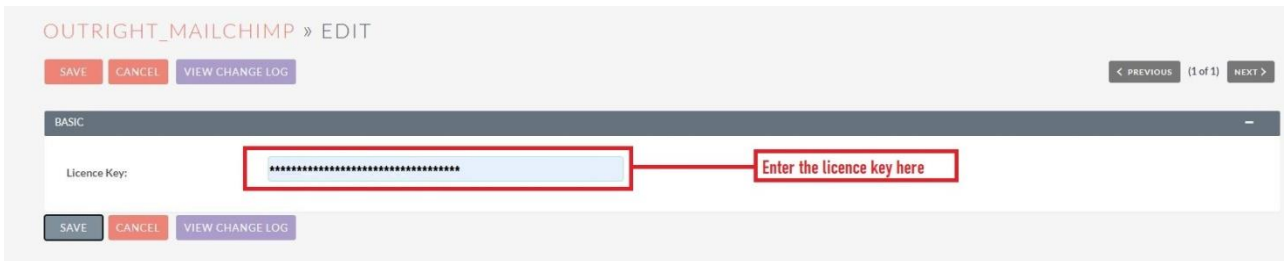 OUTRIGHT_MAILCHIMP » EDIT
SAVE CANCEL VIEW CHANGE LOG < PREVIOUS (1 of 1) NEXT >
BASIC −
Licence Key: *********************************** Enter the licence key here
SAVE CANCEL VIEW CHANGE LOG